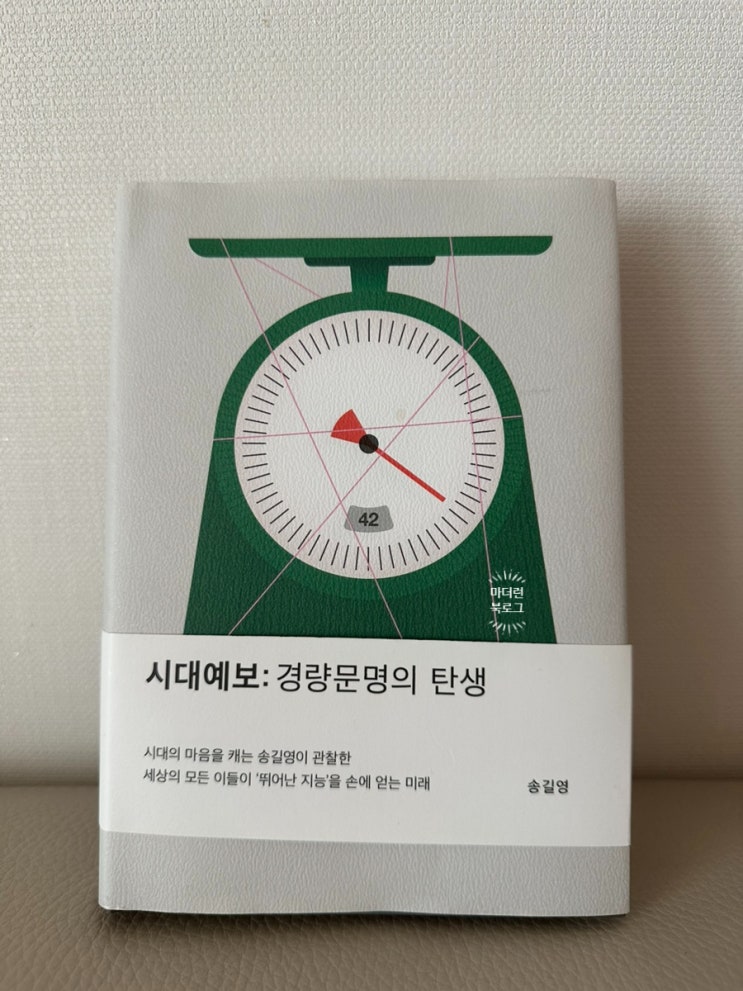 42
마더런
북로그
시대예보: 경량문명의 탄생
시대의 마음을 캐는 송길영이 관찰한
세상의 모든 이들이 '뛰어난 지능'을 손에 얻는 미래
송길영